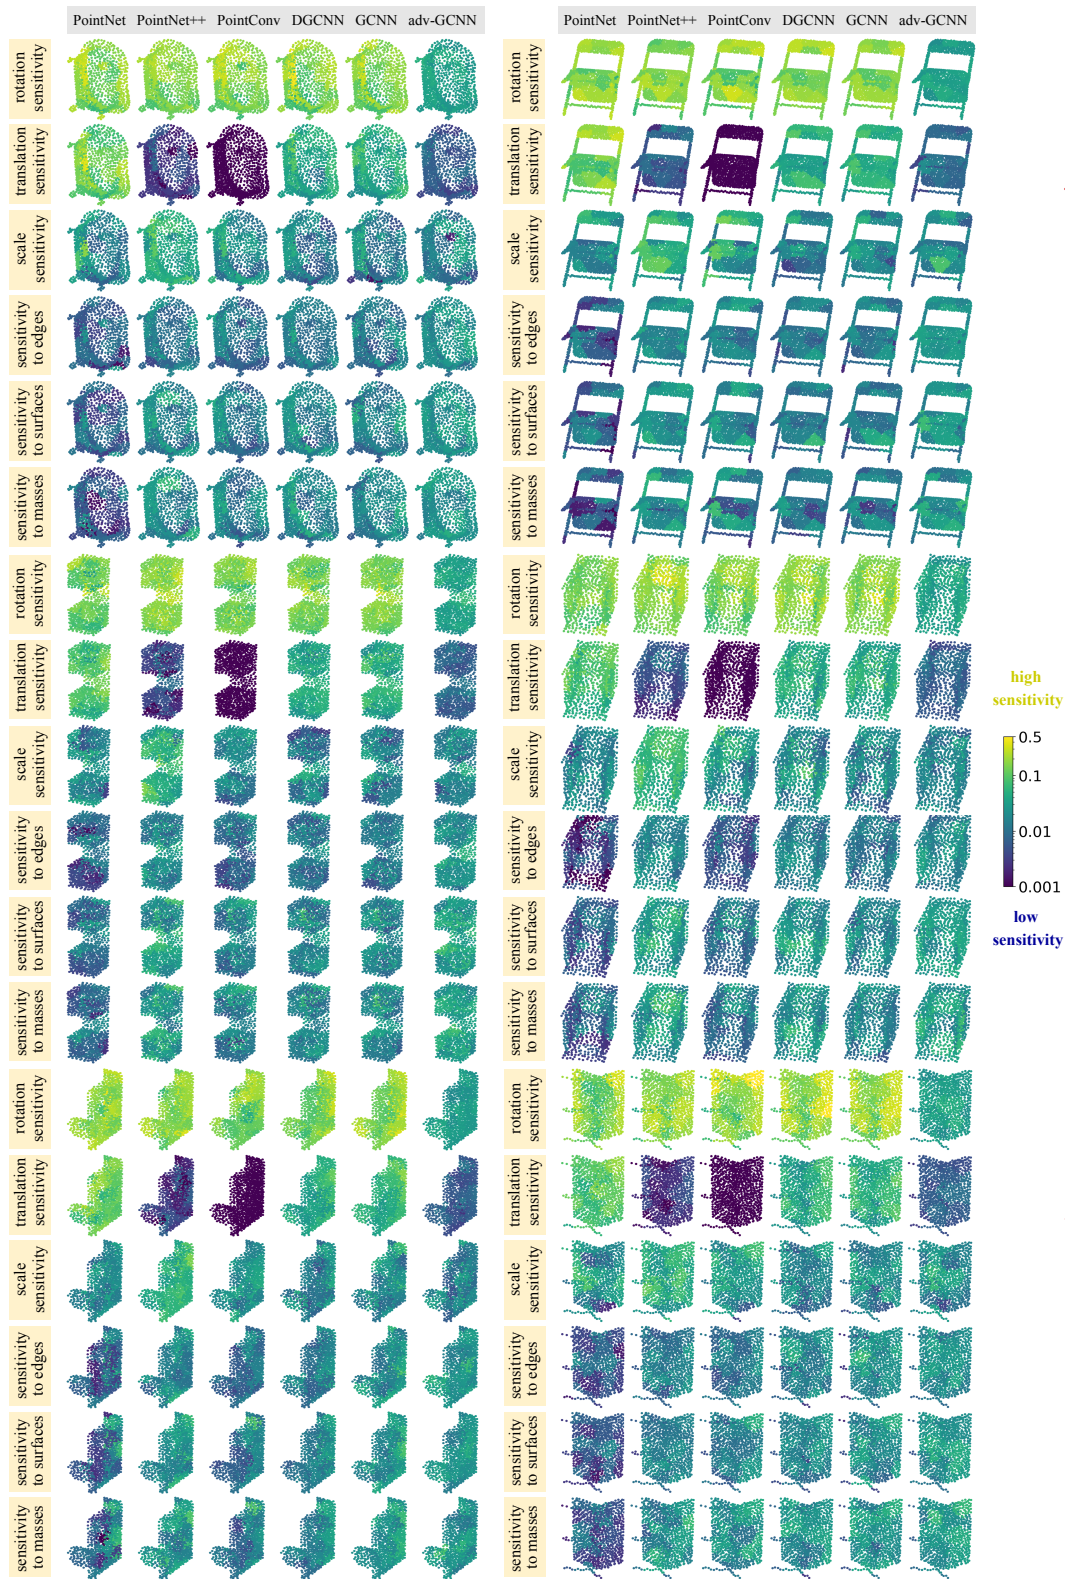 PointNet PointNet++ PointConv DGCNN GCNN adv-GCNN
rotation
sensitivity
translation
sensitivity
scale
sensitivity
sensitivity
to edges
sensitivity
to surfaces
sensitivity
to masses
rotation
sensitivity
translation
sensitivity
scale
sensitivity
sensitivity
to edges
sensitivity
to surfaces
sensitivity
to masses
rotation
sensitivity
translation
sensitivity
scale
sensitivity
sensitivity
to edges
sensitivity
to surfaces
sensitivity
to masses
PointNet PointNet++ PointConv DGCNN GCNN adv-GCNN
rotation
sensitivity
translation
sensitivity
scale
sensitivity
sensitivity
to edges
sensitivity
to surfaces
sensitivity
to masses
rotation
sensitivity
translation
sensitivity
scale
sensitivity
sensitivity
to edges
sensitivity
to surfaces
sensitivity
to masses
rotation
sensitivity
translation
sensitivity
scale
sensitivity
sensitivity
to edges
sensitivity
to surfaces
sensitivity
to masses
high
sensitivity
0.5
0.1
0.01
0.001
low
sensitivity